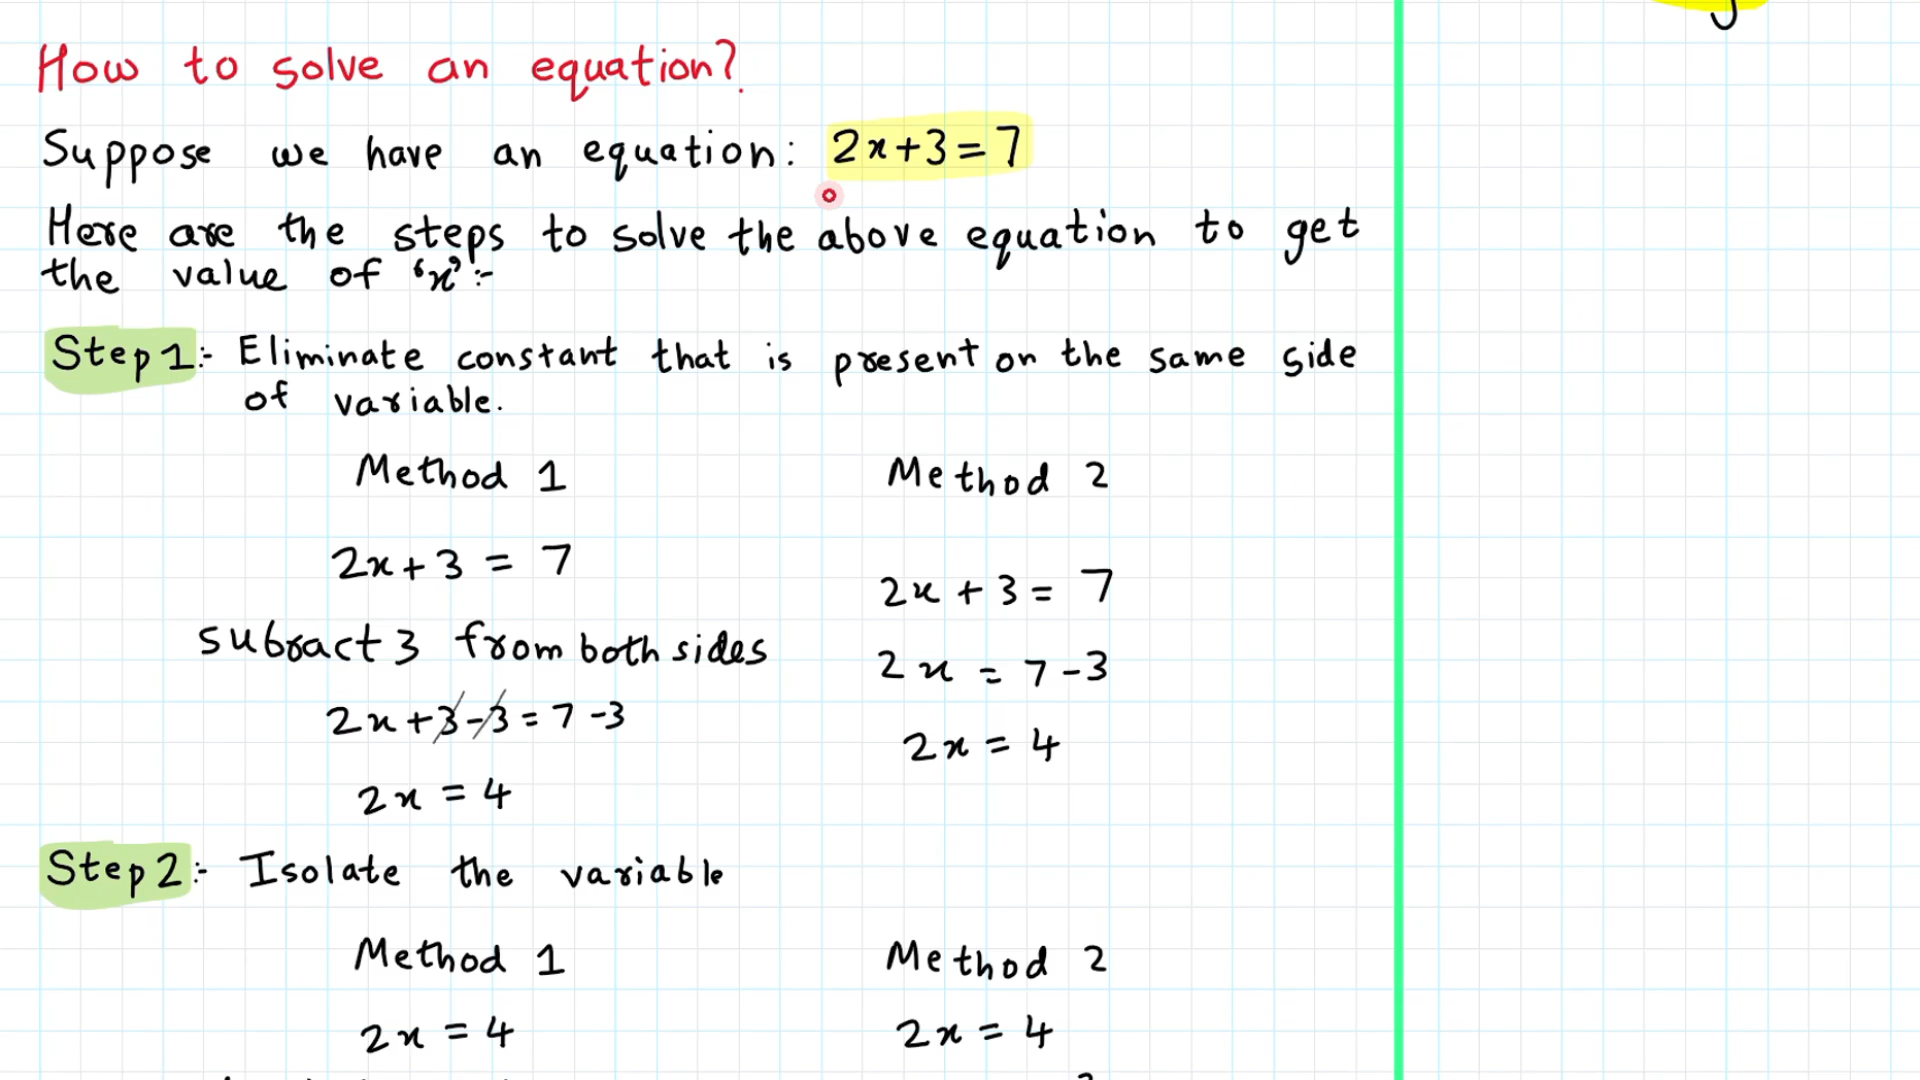 How to solve an equation?
Suppose we have an equation: 2x+3=7
Here are the steps to solve the above equation to get
the value of ‘x’:-
Step 1:- Eliminate constant that is present on the same side
of variable.
Method 1
2x+3 = 7
subract 3 from both sides
2x+3-3=7-3
2x = 4
Method 2
2x + 3 = 7
2x = 7-3
2x = 4
Step 2:- Isolate the variable
Method 1
2x = 4
Method 2
2x = 4